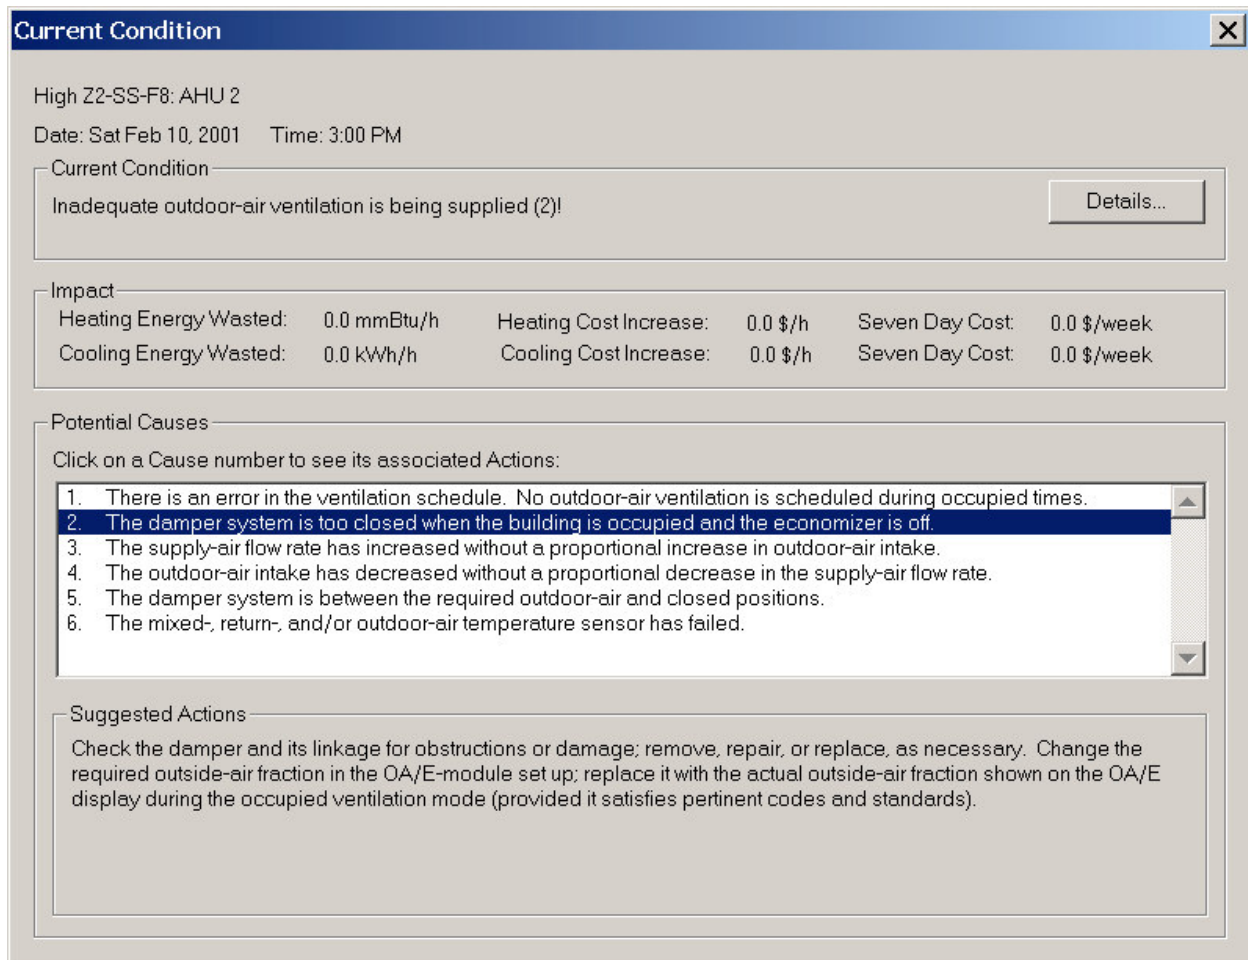 Current Condition
High Z2-SS-F8: AHU 2
Date: Sat Feb 10, 2001 Time: 3:00 PM
Current Condition
Inadequate outdoor-air ventilation is being supplied (2)!
Details...
Impact
Heating Energy Wasted: 0.0 mmBtu/h Heating Cost Increase: 0.0 $/h Seven Day Cost: 0.0 $/week
Cooling Energy Wasted: 0.0 kWh/h Cooling Cost Increase: 0.0 $/h Seven Day Cost: 0.0 $/week
Potential Causes
Click on a Cause number to see its associated Actions:
1. There is an error in the ventilation schedule. No outdoor-air ventilation is scheduled during occupied times.
2. The damper system is too closed when the building is occupied and the economizer is off.
3. The supply-air flow rate has increased without a proportional increase in outdoor-air intake.
4. The outdoor-air intake has decreased without a proportional decrease in the supply-air flow rate.
5. The damper system is between the required outdoor-air and closed positions.
6. The mixed-, return-, and/or outdoor-air temperature sensor has failed.
Suggested Actions
Check the damper and its linkage for obstructions or damage; remove, repair, or replace, as necessary. Change the
required outside-air fraction in the OA/E-module set up; replace it with the actual outside-air fraction shown on the OA/E
display during the occupied ventilation mode (provided it satisfies pertinent codes and standards).